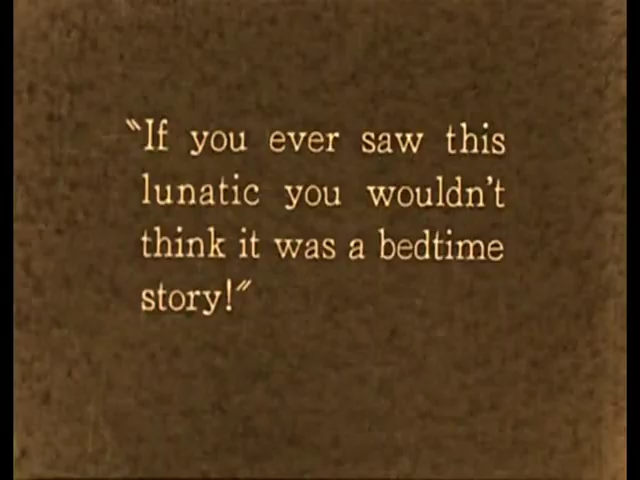 "If you ever saw this
lunatic you wouldn't
think it was a bedtime
story!"